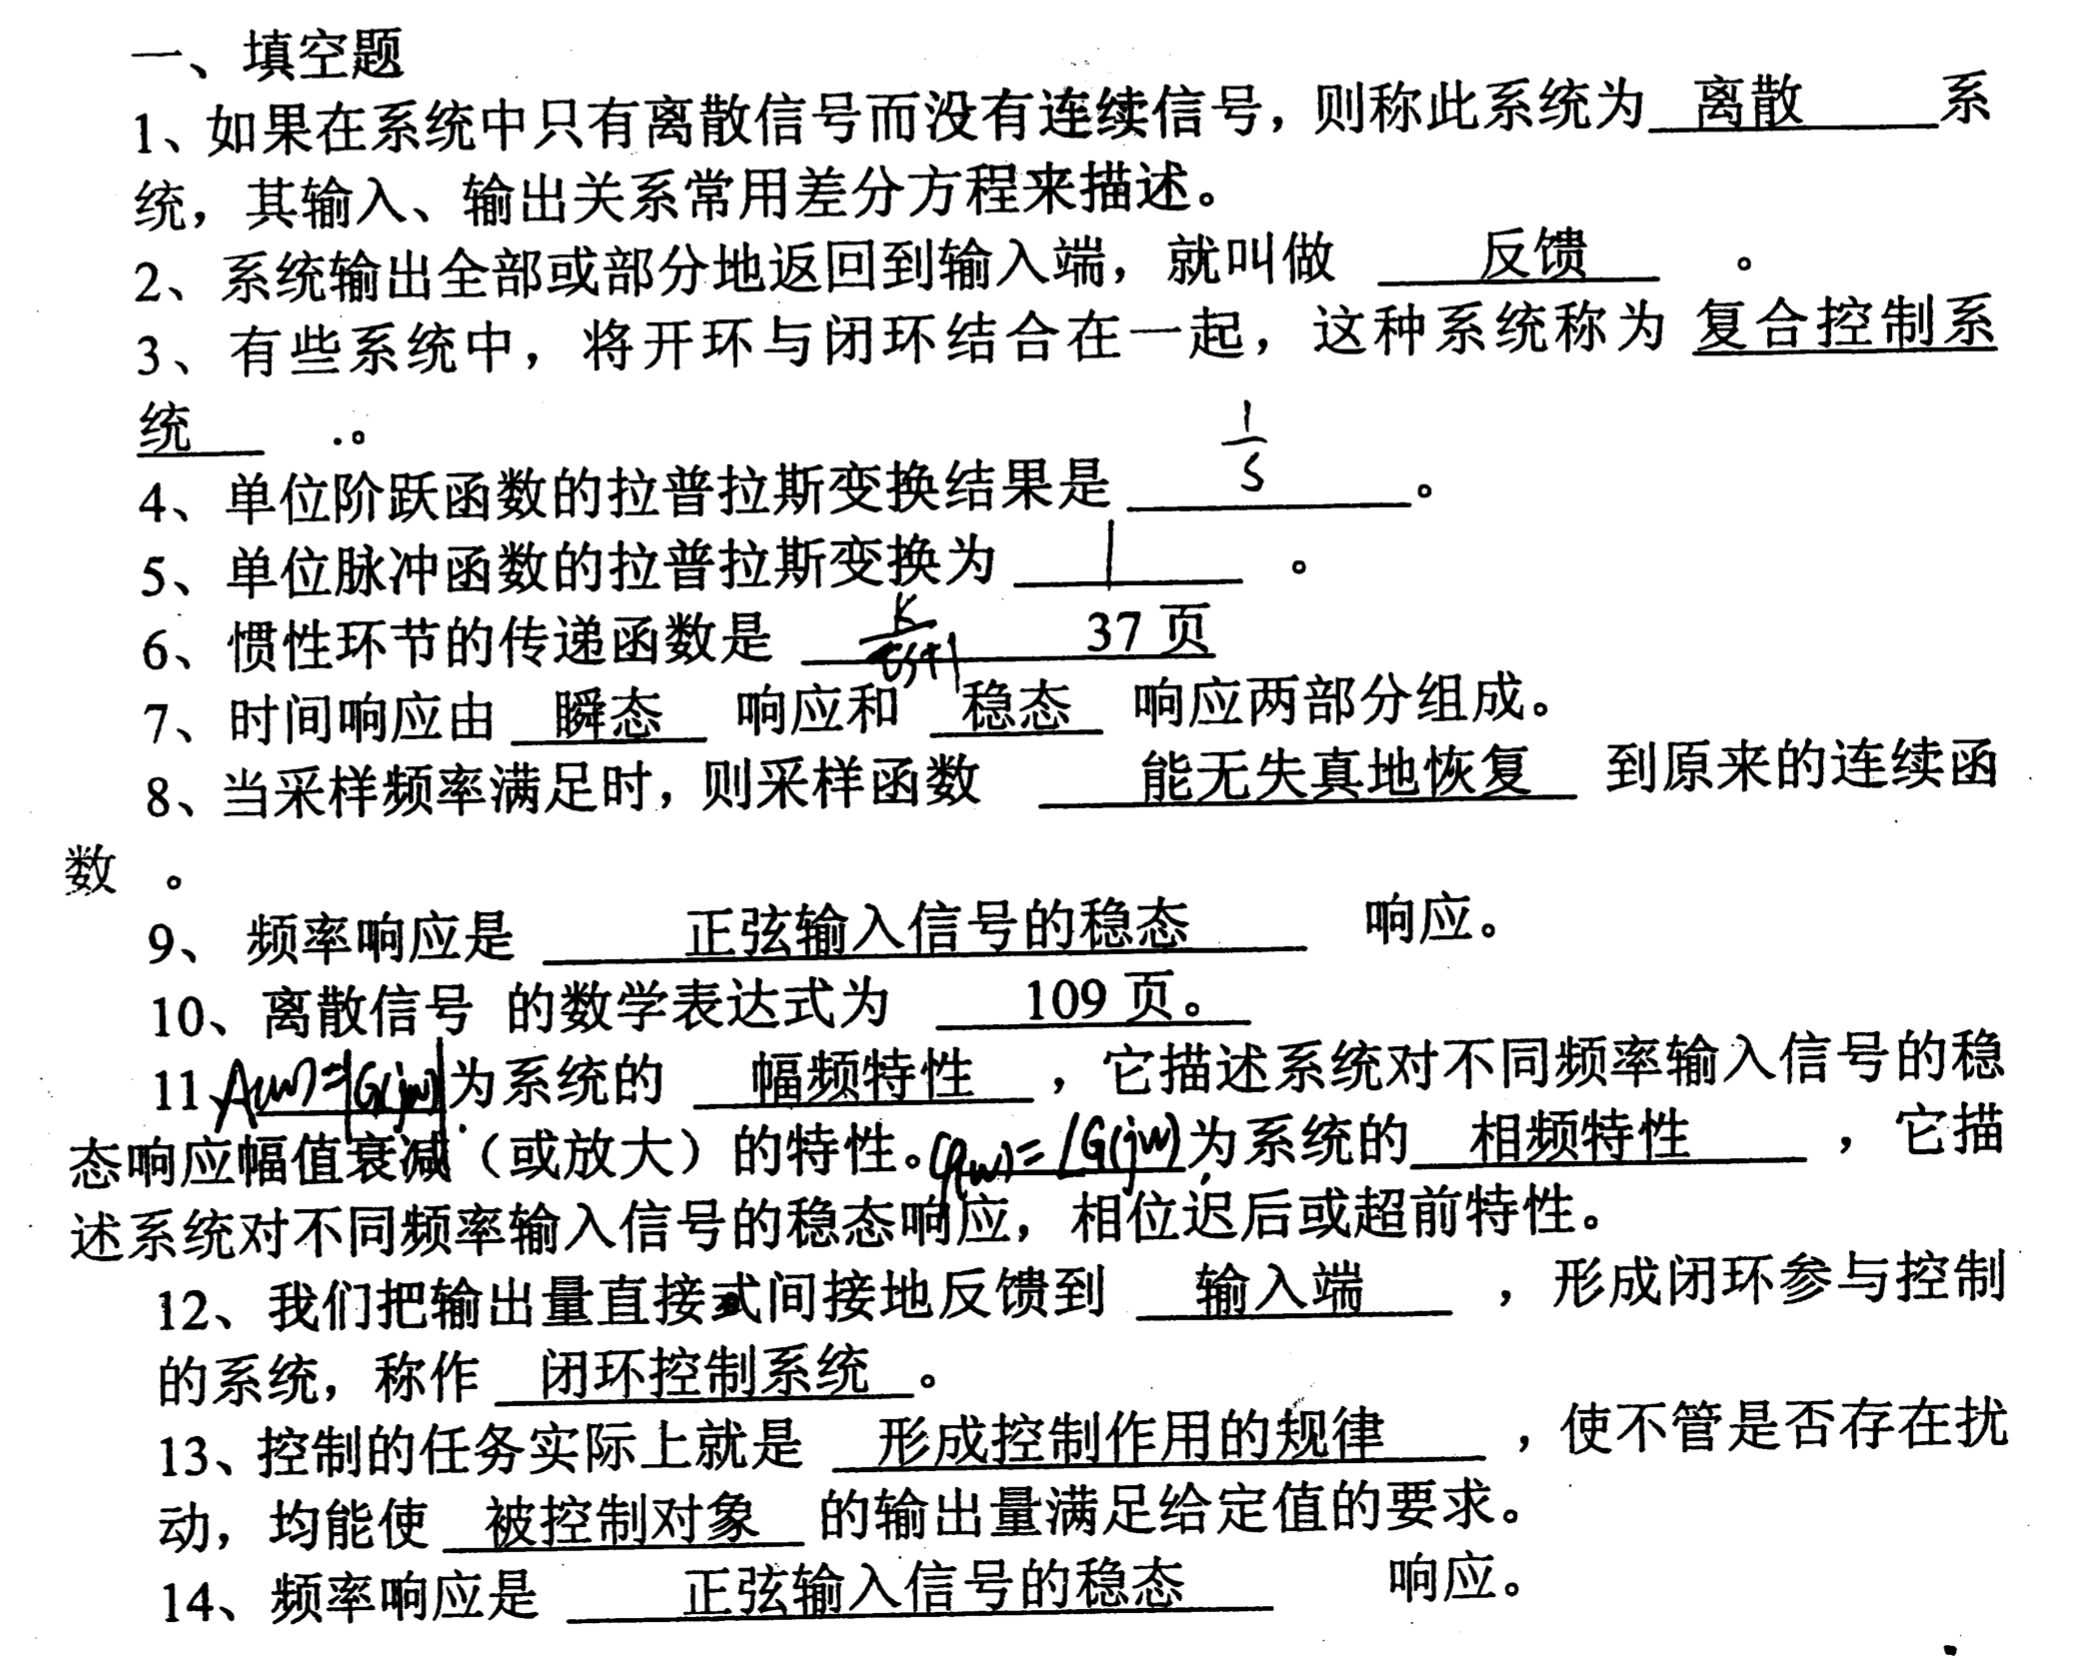 一、填空题
1、如果在系统中只有离散信号而没有连续信号，则称此系统为 离散 系
统，其输入、输出关系常用差分方程来描述。
2、系统输出全部或部分地返回到输入端，就叫做 反馈 。
3、有些系统中，将开环与闭环结合在一起，这种系统称为 复合控制系
统 .。
4、单位阶跃函数的拉普拉斯变换结果是 1/s 。
5、单位脉冲函数的拉普拉斯变换为 1 。
6、惯性环节的传递函数是 K/τs+1 37 页
7、时间响应由 瞬态 响应和 稳态 响应两部分组成。
8、当采样频率满足时，则采样函数 能无失真地恢复 到原来的连续函
数 。
9、 频率响应是 正弦输入信号的稳态 响应。
10、离散信号 的数学表达式为 109 页。
11、A(w)=|G(jw)|为系统的 幅频特性 ，它描述系统对不同频率输入信号的稳
态响应幅值衰减（或放大）的特性。φ(w)=∠G(jw)为系统的 相频特性 ，它描
述系统对不同频率输入信号的稳态响应，相位迟后或超前特性。
12、我们把输出量直接式间接地反馈到 输入端 ，形成闭环参与控制
的系统，称作 闭环控制系统 。
13、控制的任务实际上就是 形成控制作用的规律 ，使不管是否存在扰
动，均能使 被控制对象 的输出量满足给定值的要求。
14、频率响应是 正弦输入信号的稳态 响应。